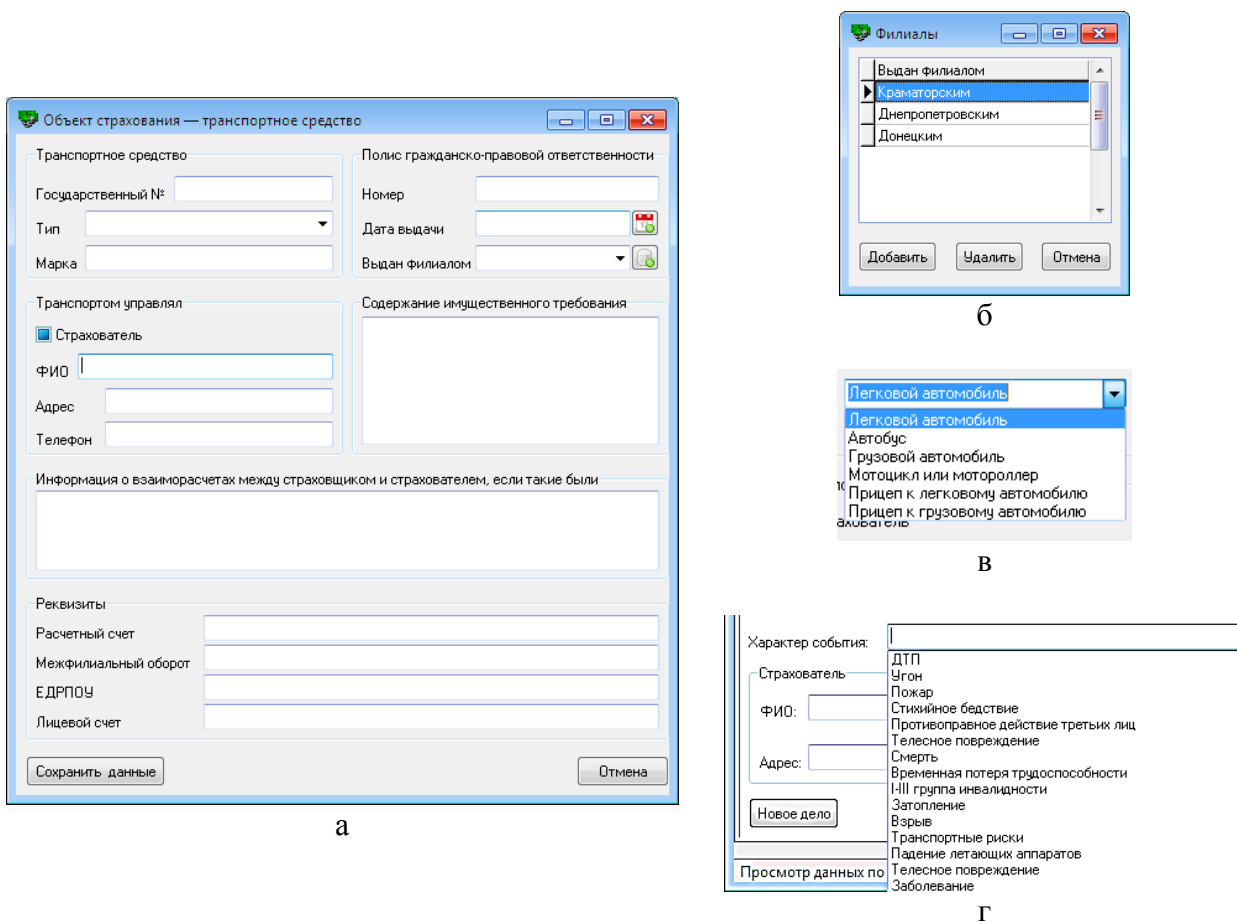 Объект страхования — транспортное средство
Транспортное средство
Государственный №
Тип
Марка
Полис гражданско-правовой ответственности
Номер
Дата выдачи
Выдан филиалом
Транспортом управлял
Страхователь
ФИО
Адрес
Телефон
Содержание имущественного требования
Информация о взаиморасчетах между страховщиком и страхователем, если такие были
Реквизиты
Расчетный счет
Межфилиальный оборот
ЕДРПОУ
Лицевой счет
Сохранить данные
Отмена
а
Филиалы
Выдан филиалом
Краматорским
Днепропетровским
Донецким
Добавить
Удалить
Отмена
б
Легковой автомобиль
Легковой автомобиль
Автобус
Грузовой автомобиль
Мотоцикл или мотороллер
Прицеп к легковому автомобилю
Прицеп к грузовому автомобилю
в
Характер события:
Страхователь
ФИО:
Адрес:
Новое дело
Просмотр данных по
ДТП
Угон
Пожар
Стихийное бедствие
Противоправное действие третьих лиц
Телесное повреждение
Смерть
Временная потеря трудоспособности
I-III группа инвалидности
Затопление
Взрыв
Транспортные риски
Падение летающих аппаратов
Телесное повреждение
Заболевание
г